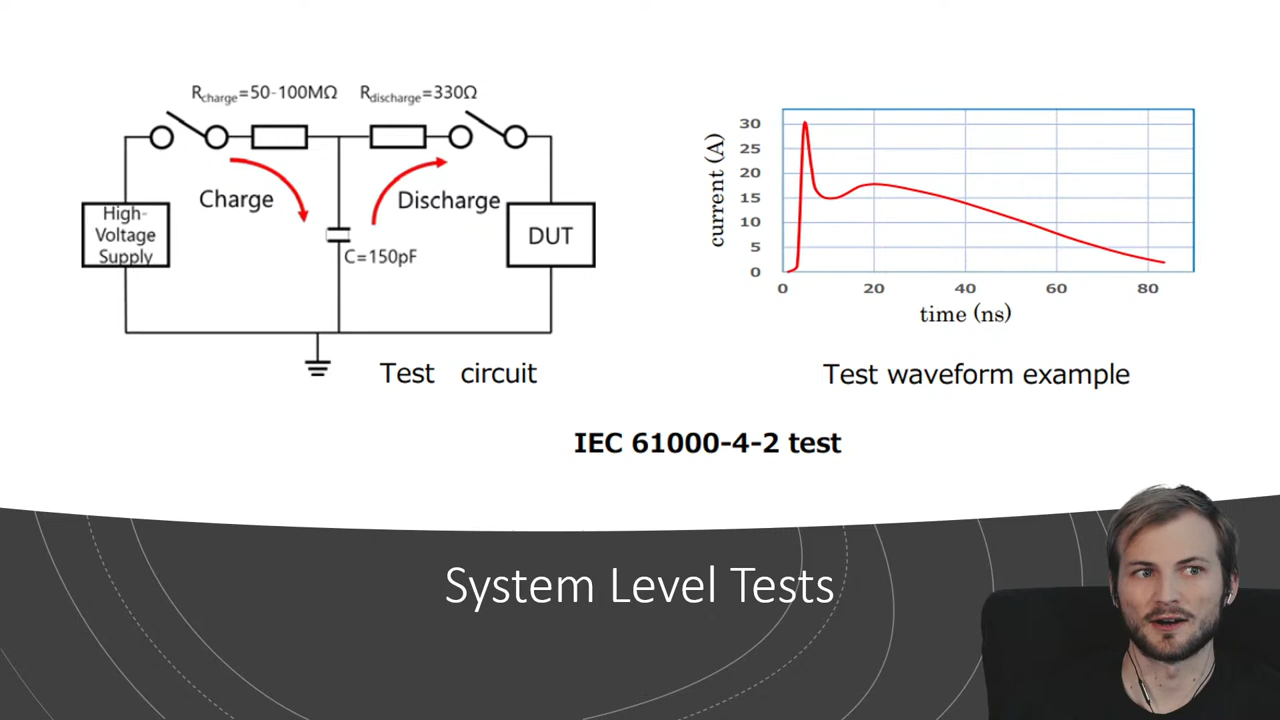 Rcharge=50-100MΩ
Rdischarge=330Ω
Charge
Discharge
High-
Voltage
Supply
C=150pF
DUT
Test circuit
current (A)
30
25
20
15
10
5
0
0 20 40 60 80
time (ns)
Test waveform example
IEC 61000-4-2 test
System Level Tests